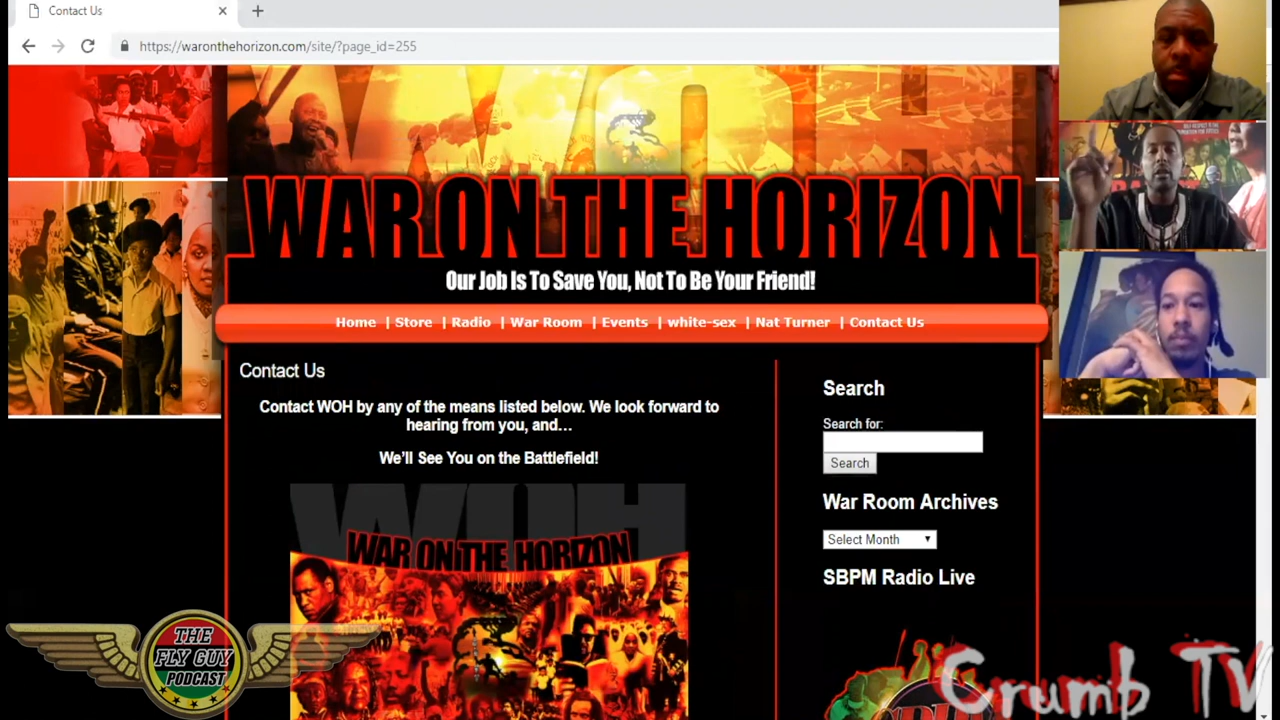 Contact Us
https://waronthehorizon.com/site/?page_id=255
WOH
WAR ON THE HORIZON
Our Job Is To Save You, Not To Be Your Friend!
Home | Store | Radio | War Room | Events | white-sex | Nat Turner | Contact Us
Contact Us
Contact WOH by any of the means listed below. We look forward to
hearing from you, and…
We'll See You on the Battlefield!
WOH
WAR ON THE HORIZON
Search
Search for:
Search
War Room Archives
Select Month
SBPM Radio Live
THE
FLY GUY
PODCAST
Crumb TV